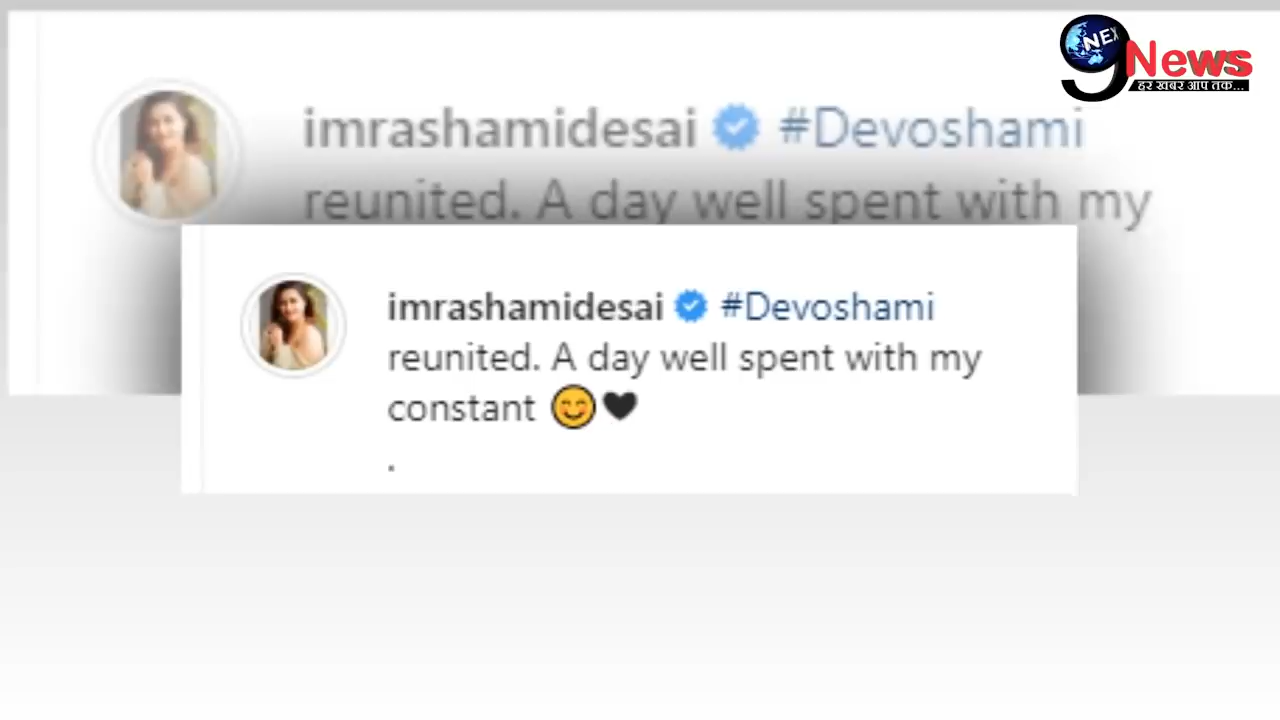 NEX
9 News
हर खबर आप तक...
imrashamidesai #Devoshami
reunited. A day well spent with my
imrashamidesai #Devoshami
reunited. A day well spent with my
constant 😊🖤
.